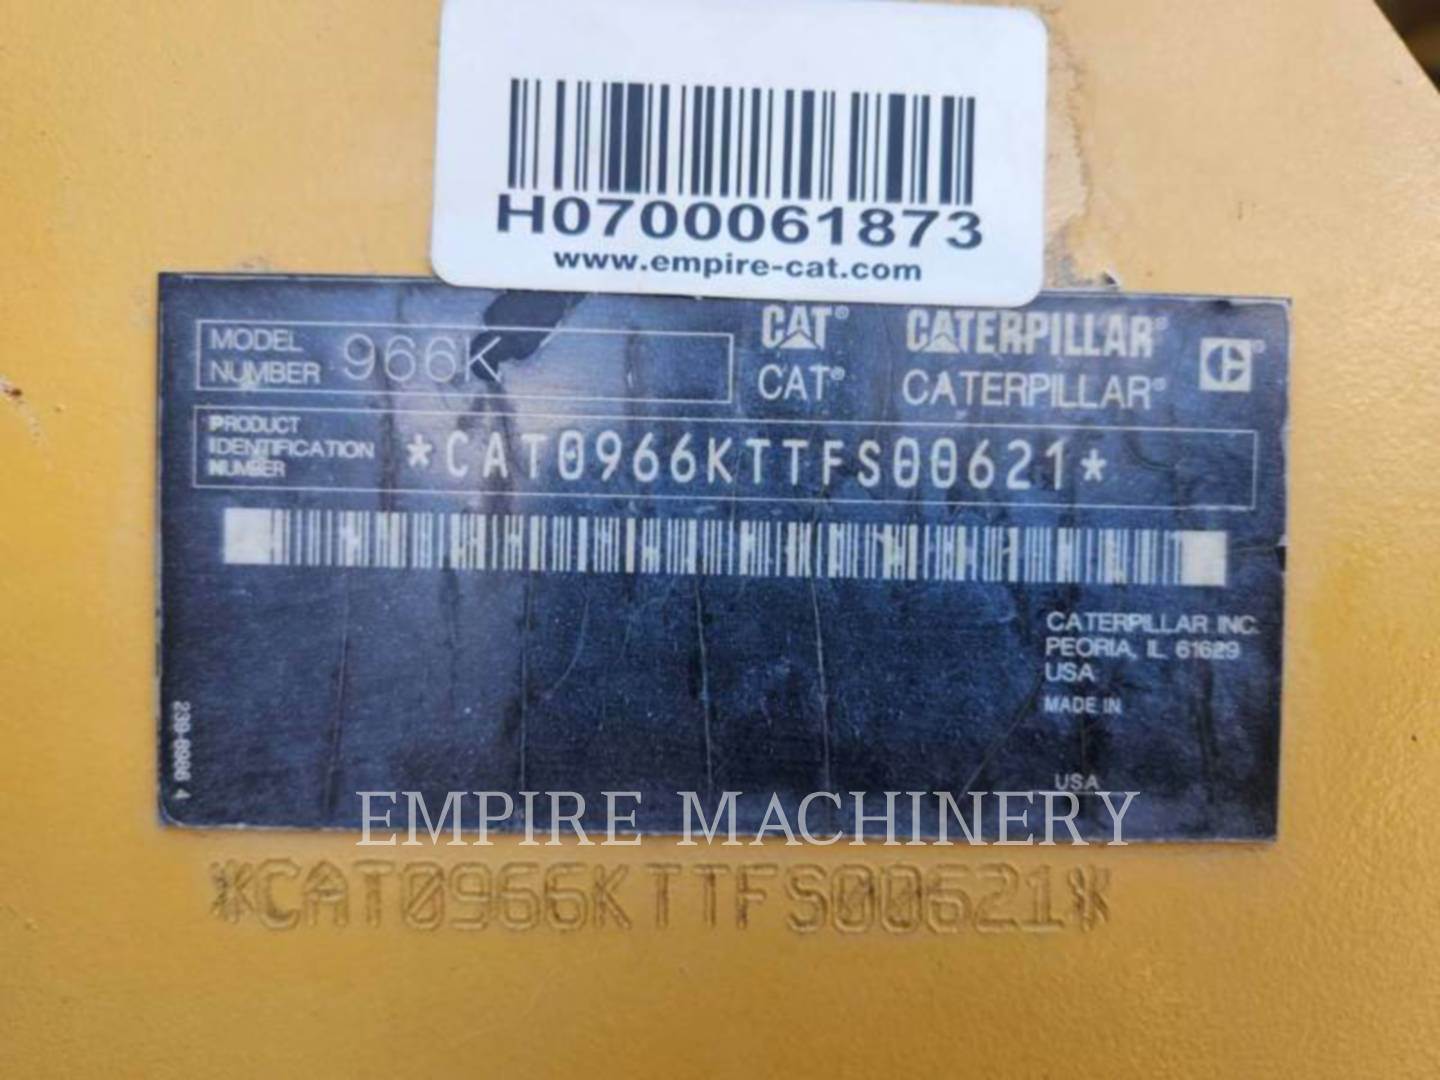 H0700061873
www.empire-cat.com
MODEL NUMBER 966K
CAT® CATERPILLAR®
CAT® CATERPILLAR®
PRODUCT IDENTIFICATION NUMBER *CAT0966KTTFS00621*
CATERPILLAR INC.
PEORIA, IL 61629
USA
MADE IN
USA
EMPIRE MACHINERY
*CAT0966KTTFS00621*